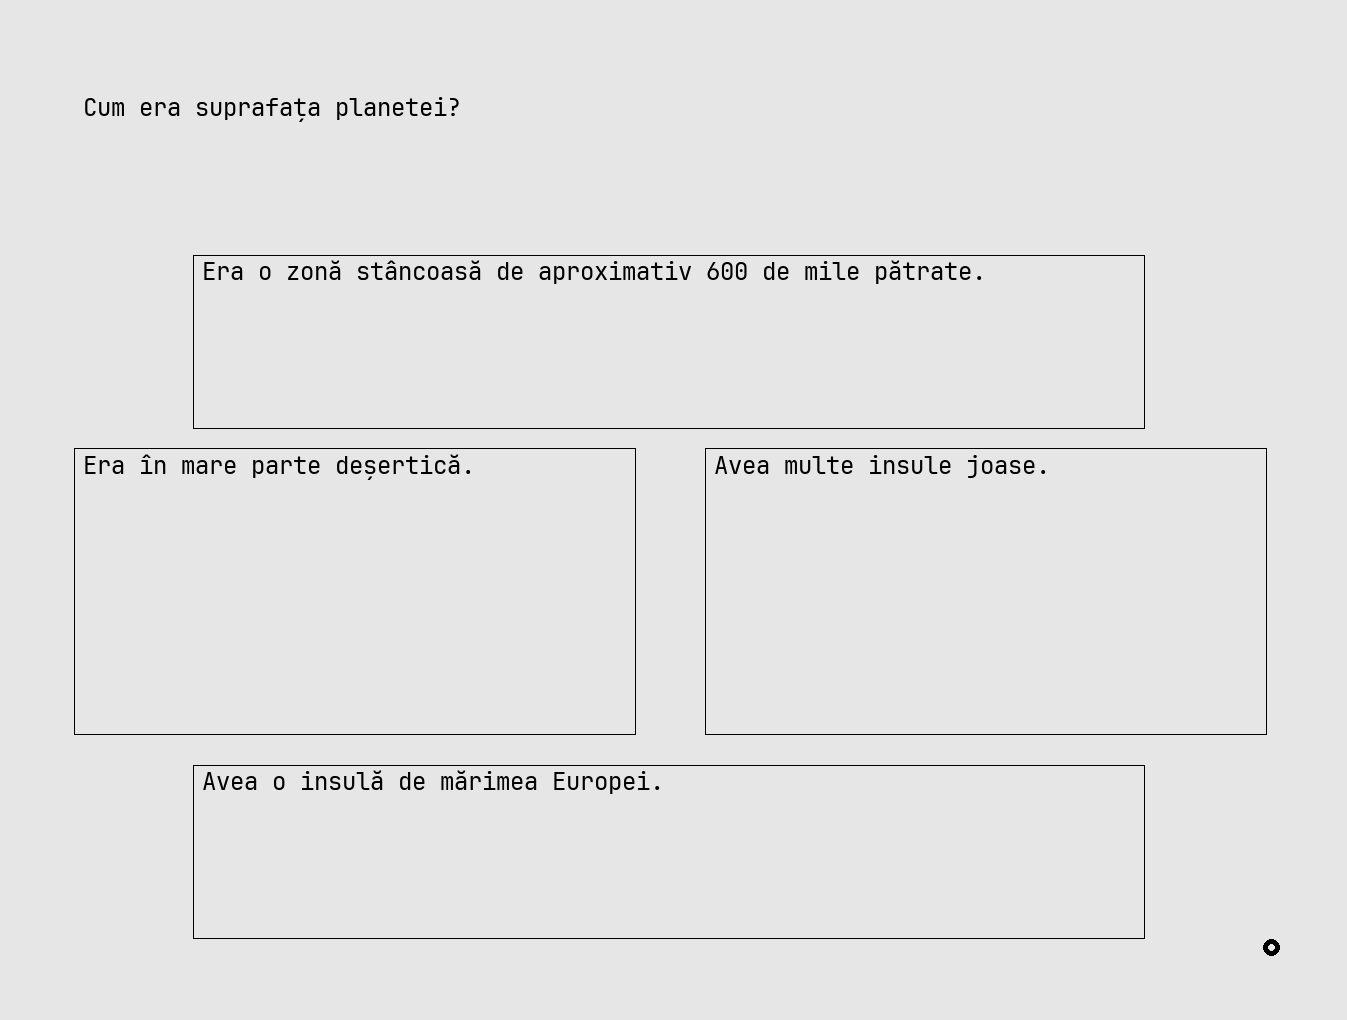 Cum era suprafața planetei?
Era o zonă stâncoasă de aproximativ 600 de mile pătrate.
Era în mare parte deșertică.
Avea multe insule joase.
Avea o insulă de mărimea Europei.